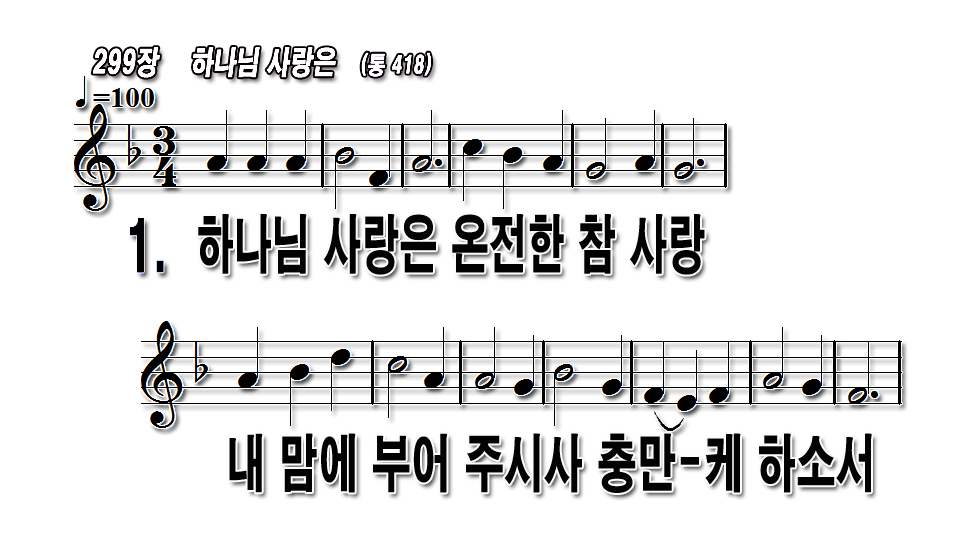 299장 하나님 사랑은 (통 418)
♩=100
3/4
1. 하나님 사랑은 온전한 참 사랑
내 맘에 부어 주시사 충만-케 하소서